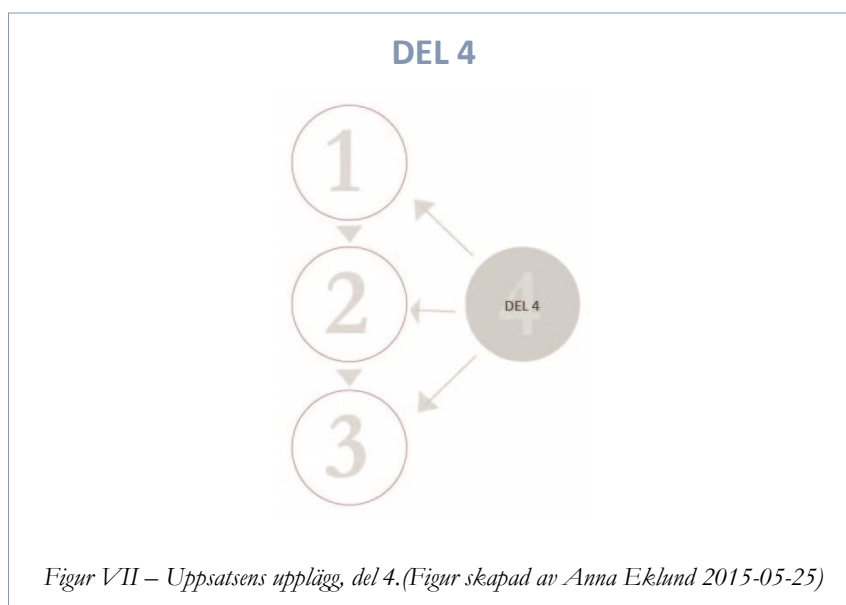 DEL 4
1
2
4
DEL 4
3
Figur VII – Uppsatsens upplägg, del 4.(Figur skapad av Anna Eklund 2015-05-25)